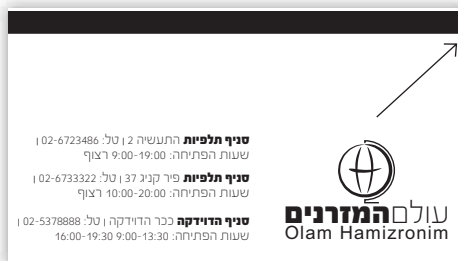 סניף תלפיות התעשיה 2 | טל: 02-6723486 |
שעות הפתיחה: 9:00-19:00 רצוף
סניף תלפיות פיר קניג 37 | טל: 02-6733322 |
שעות הפתיחה: 10:00-20:00 רצוף
סניף הדוידקה ככר הדוידקה | טל: 02-5378888 |
שעות הפתיחה: 9:00-13:30 16:00-19:30
עולם המזרנים
Olam Hamizronim